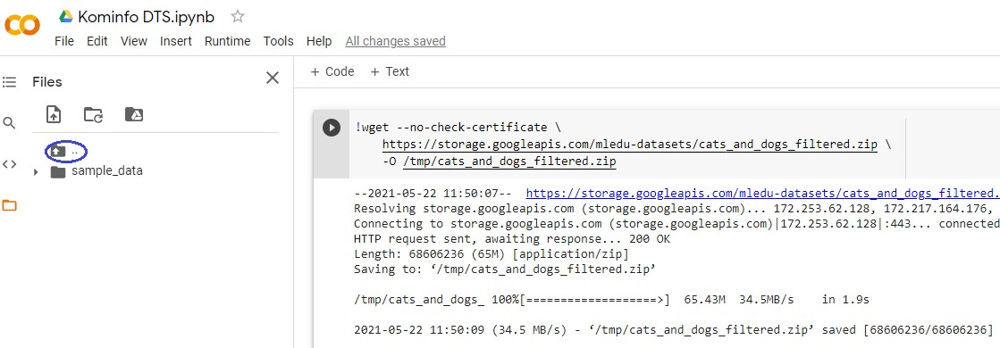 Kominfo DTS.ipynb
File Edit View Insert Runtime Tools Help All changes saved
Files
+ Code + Text
..
sample_data
!wget --no-check-certificate \
https://storage.googleapis.com/mledu-datasets/cats_and_dogs_filtered.zip \
-O /tmp/cats_and_dogs_filtered.zip
--2021-05-22 11:50:07-- https://storage.googleapis.com/mledu-datasets/cats_and_dogs_filtered.
Resolving storage.googleapis.com (storage.googleapis.com)... 172.253.62.128, 172.217.164.176,
Connecting to storage.googleapis.com (storage.googleapis.com)|172.253.62.128|:443... connected
HTTP request sent, awaiting response... 200 OK
Length: 68606236 (65M) [application/zip]
Saving to: ‘/tmp/cats_and_dogs_filtered.zip’
/tmp/cats_and_dogs_ 100%[===================>] 65.43M 34.5MB/s in 1.9s
2021-05-22 11:50:09 (34.5 MB/s) - ‘/tmp/cats_and_dogs_filtered.zip’ saved [68606236/68606236]